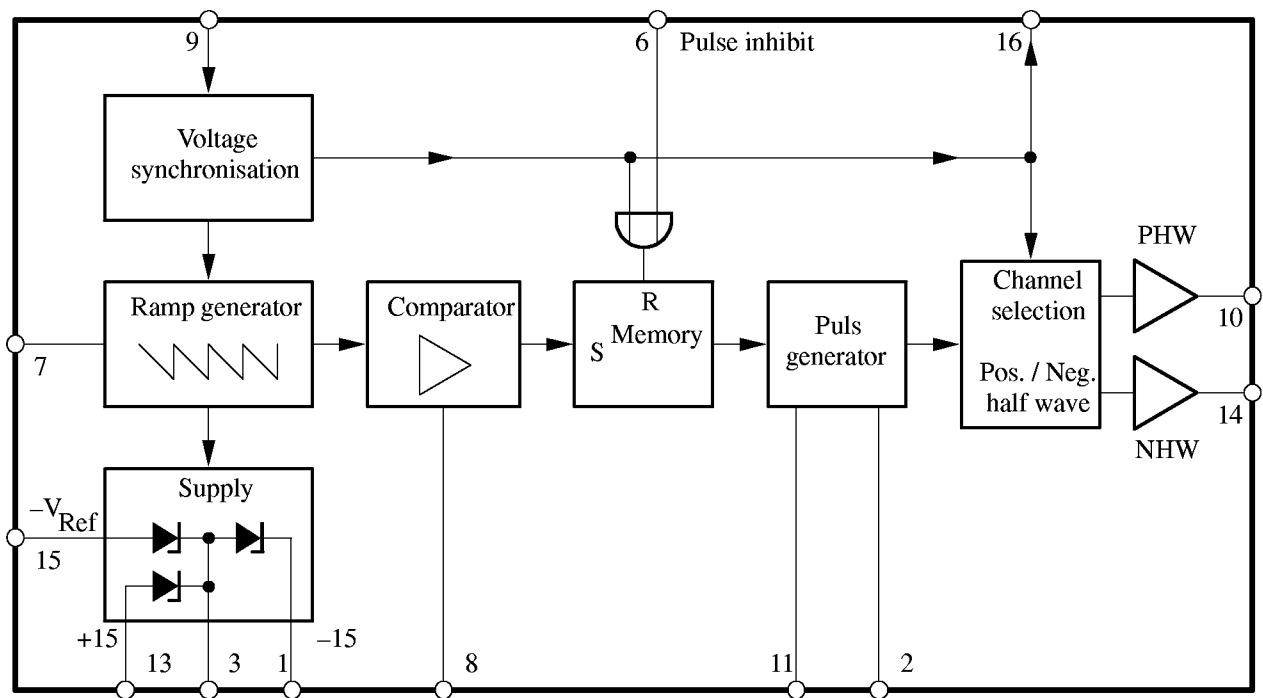 9
6
Pulse inhibit
16
Voltage
synchronisation
PHW
Ramp generator
Comparator
R
Memory
S
Puls
generator
Channel
selection
Pos. / Neg.
half wave
10
7
14
NHW
Supply
–VRef
15
+15
–15
13
3
1
8
11
2